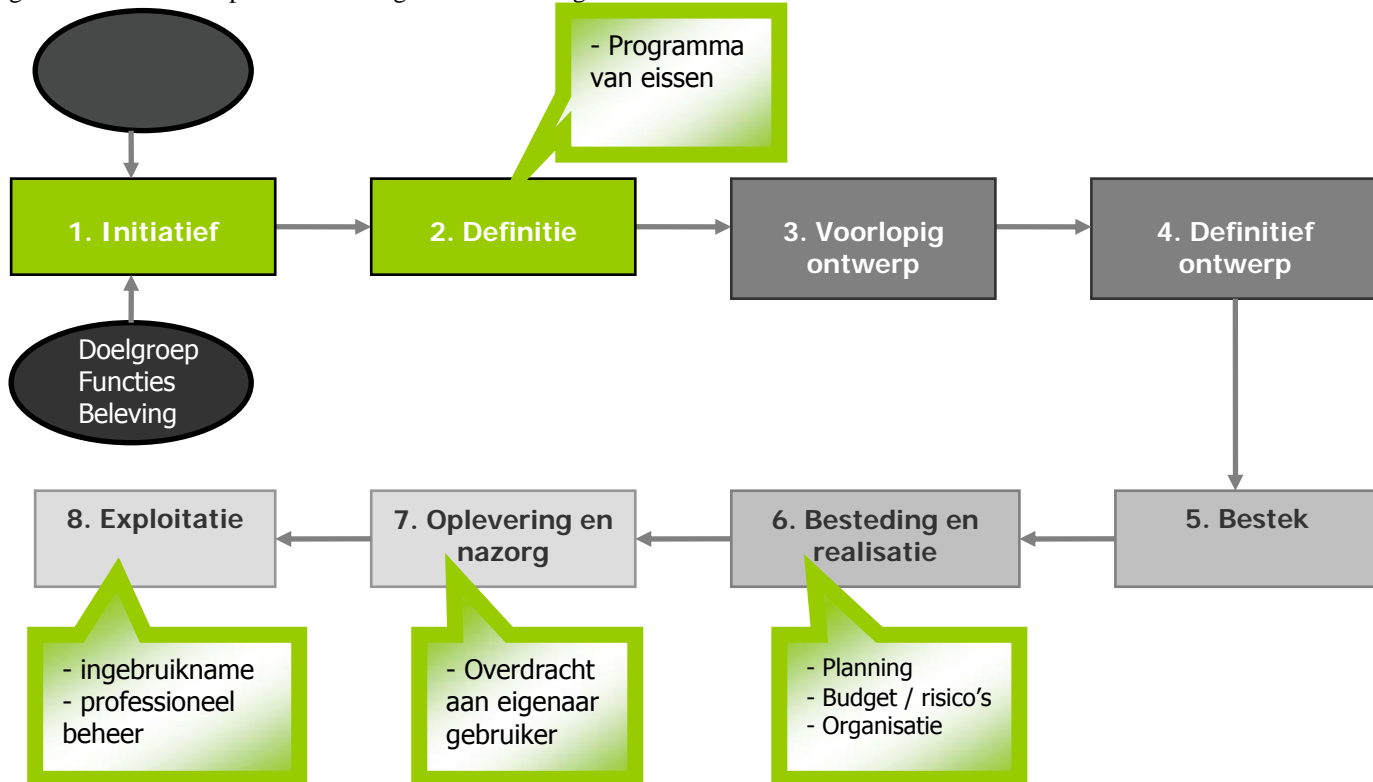 - Programma
van eissen
1. Initiatief
2. Definitie
3. Voorlopig
ontwerp
4. Definitief
ontwerp
Doelgroep
Functies
Beleving
8. Exploitatie
7. Oplevering en
nazorg
6. Besteding en
realisatie
5. Bestek
- ingebruikname
- professioneel
beheer
- Overdracht
aan eigenaar
gebruiker
- Planning
- Budget / risico's
- Organisatie